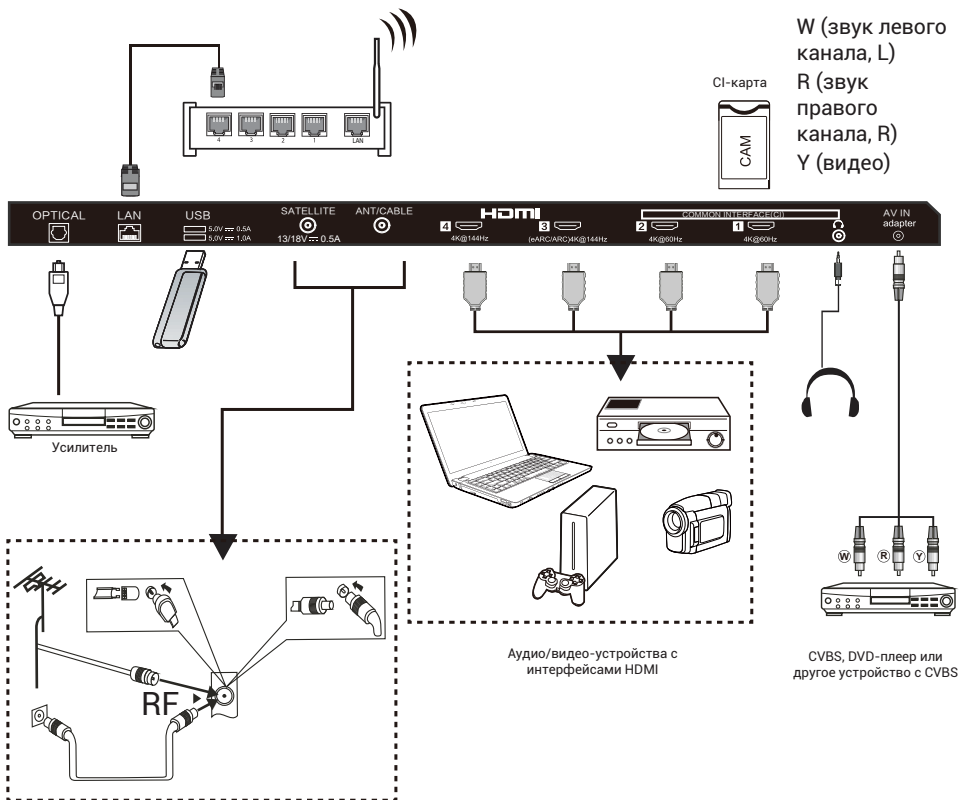 W (звук левого
канала, L)
R (звук
правого
канала, R)
Y (видео)
CI-карта
CAM
4 3 2 1 LAN
OPTICAL LAN USB SATELLITE ANT/CABLE HDMI COMMON INTERFACE(CI) AV IN
adapter
5.0V⎓0.5A
5.0V⎓1.0A
13/18V⎓0.5A
4 3 2 1
4K@144Hz (eARC/ARC)4K@144Hz 4K@60Hz 4K@60Hz
Усилитель
W R Y
RF
Аудио/видео-устройства с
интерфейсами HDMI
CVBS, DVD-плеер или
другое устройство с CVBS